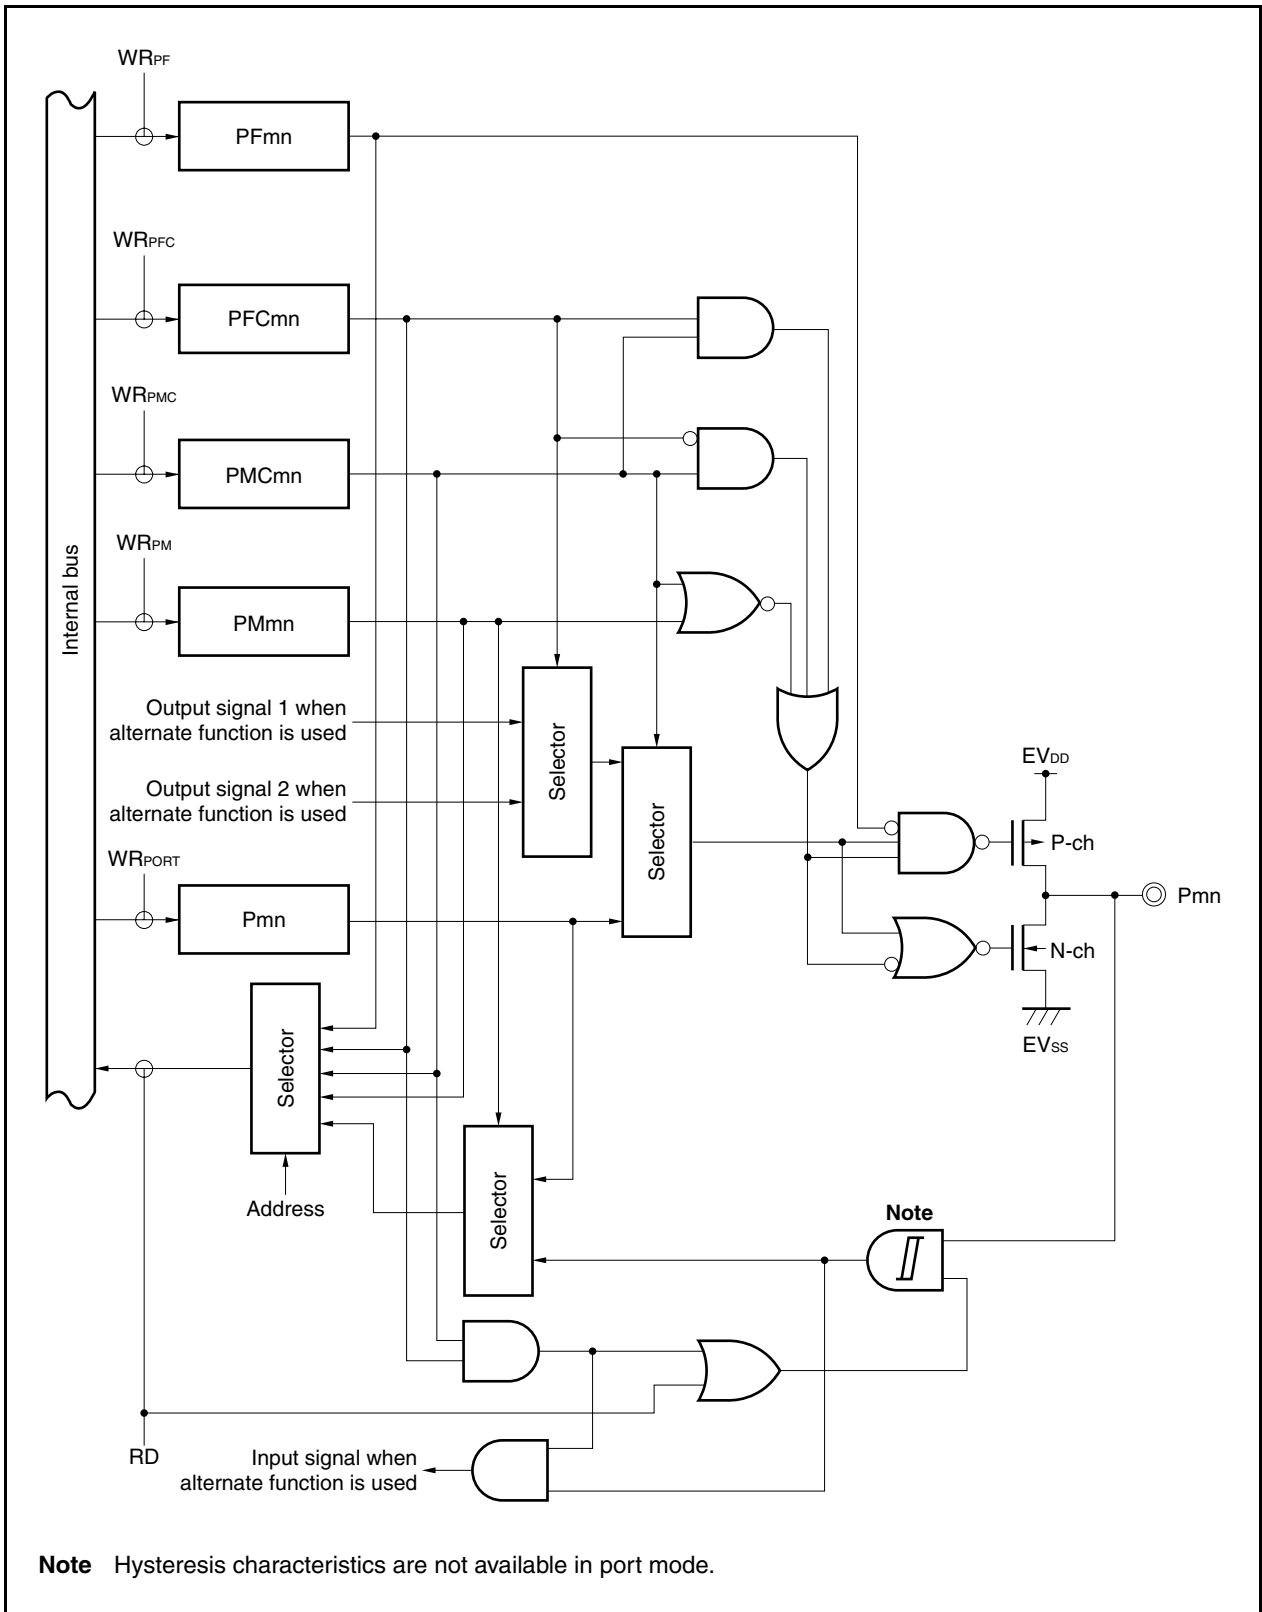 WRPF
PFmn
WRPFC
PFCmn
WRPMC
PMCmn
WRPM
PMmn
Internal bus
Output signal 1 when
alternate function is used
Output signal 2 when
alternate function is used
Selector
Selector
WRPORT
Pmn
EVDD
P-ch
Pmn
N-ch
EVSS
Selector
Address
Selector
Note
RD
Input signal when
alternate function is used
Note Hysteresis characteristics are not available in port mode.